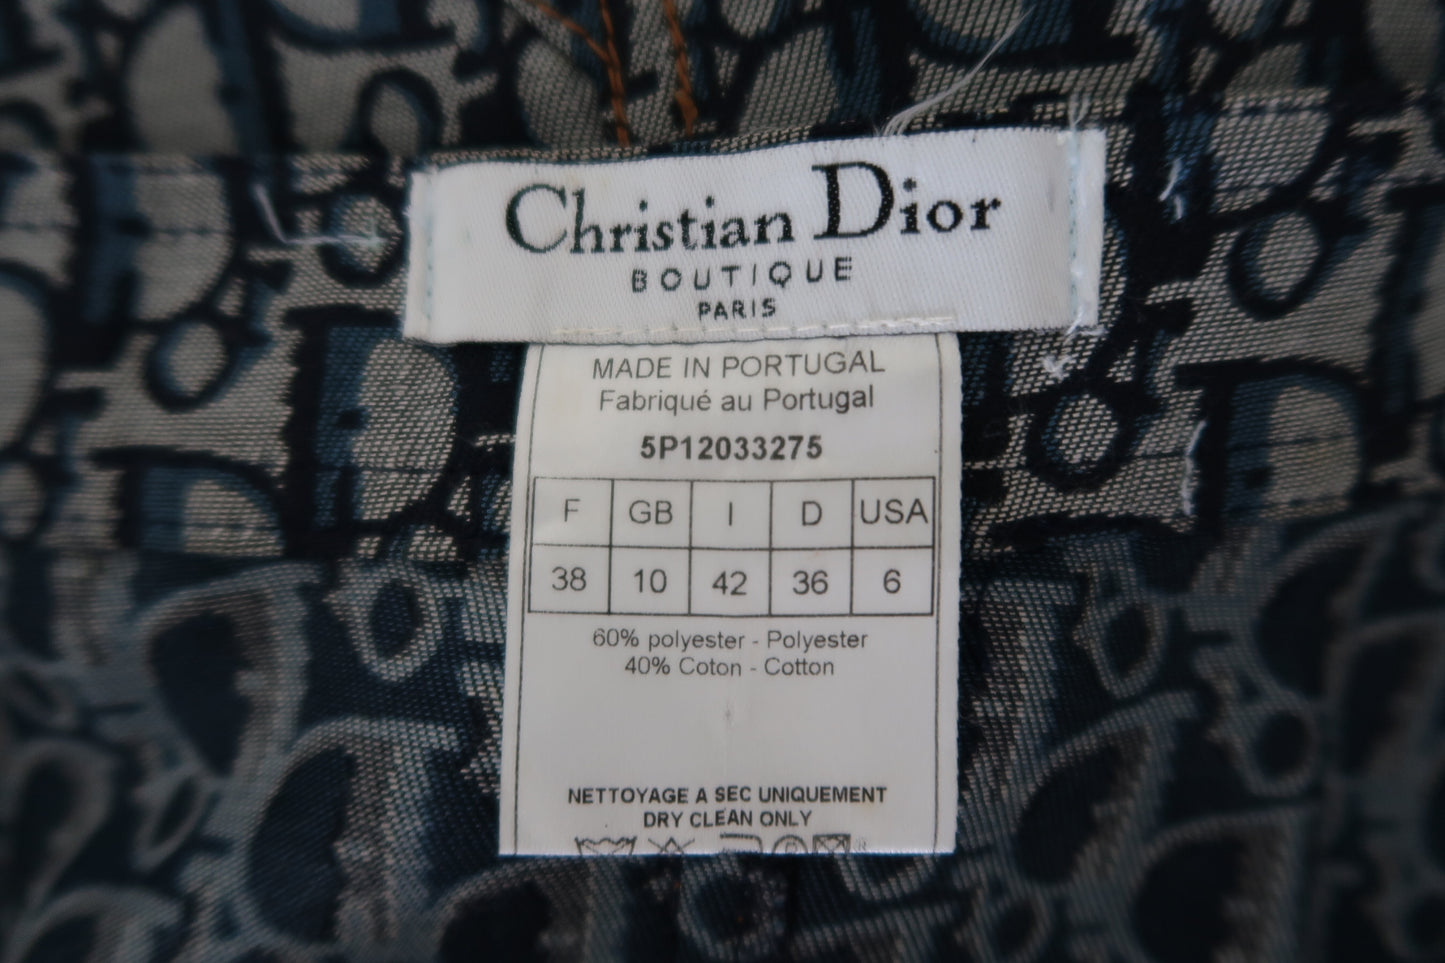 Christian Dior
BOUTIQUE
PARIS
MADE IN PORTUGAL
Fabriqué au Portugal
5P12033275
F GB I D USA
38 10 42 36 6
60% polyester - Polyester
40% Coton - Cotton
NETTOYAGE A SEC UNIQUEMENT
DRY CLEAN ONLY